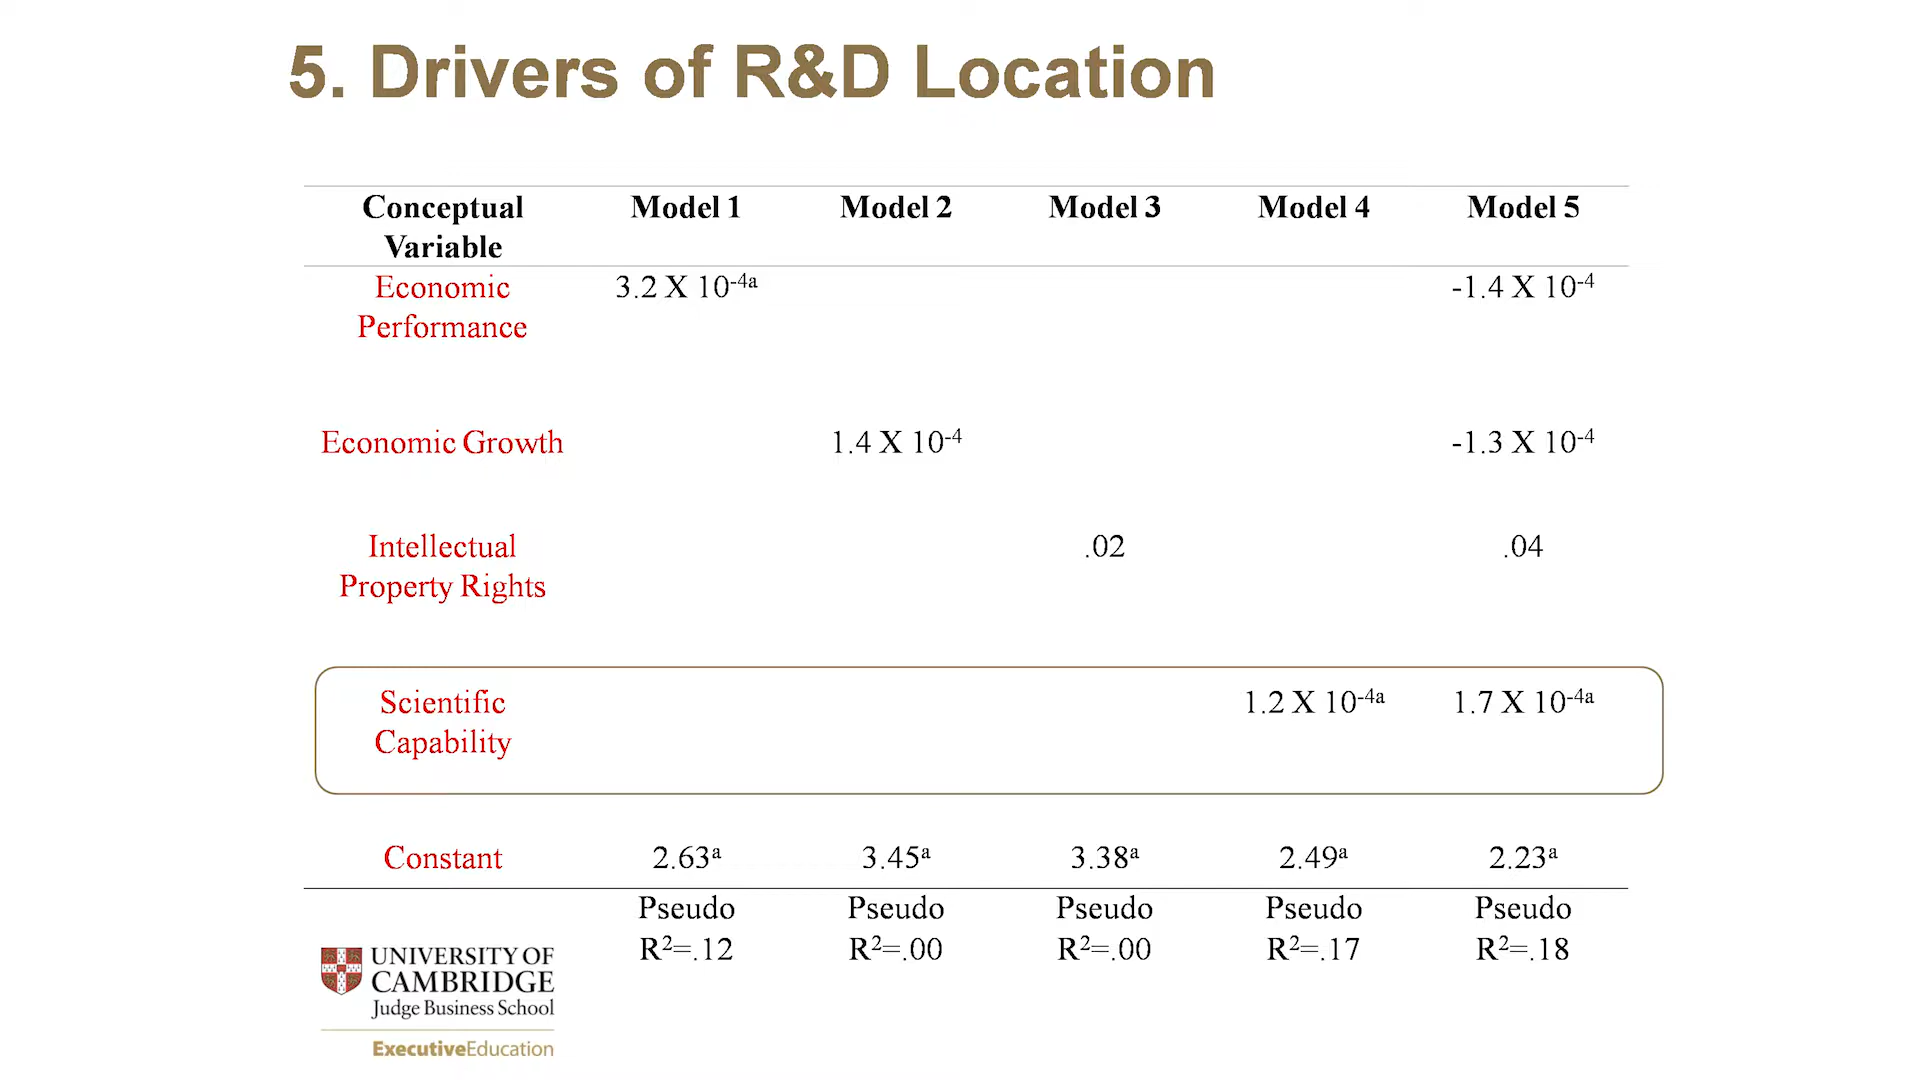 5. Drivers of R&D Location
Conceptual Variable Model 1 Model 2 Model 3 Model 4 Model 5
Economic Performance 3.2 X 10-4a -1.4 X 10-4
Economic Growth 1.4 X 10-4 -1.3 X 10-4
Intellectual Property Rights .02 .04
Scientific Capability 1.2 X 10-4a 1.7 X 10-4a
Constant 2.63a 3.45a 3.38a 2.49a 2.23a
Pseudo Pseudo Pseudo Pseudo Pseudo
R2=.12 R2=.00 R2=.00 R2=.17 R2=.18
UNIVERSITY OF
CAMBRIDGE
Judge Business School
ExecutiveEducation